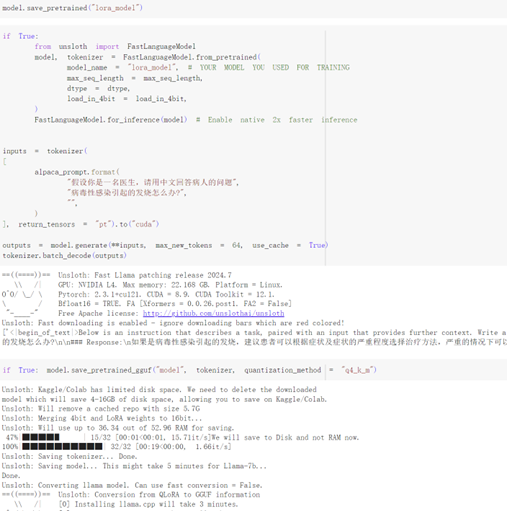 model.save_pretrained("lora_model")
if True:
from unsloth import FastLanguageModel
model, tokenizer = FastLanguageModel.from_pretrained(
model_name = "lora_model", # YOUR MODEL YOU USED FOR TRAINING
max_seq_length = max_seq_length,
dtype = dtype,
load_in_4bit = load_in_4bit,
)
FastLanguageModel.for_inference(model) # Enable native 2x faster inference
inputs = tokenizer(
[
alpaca_prompt.format(
"假设你是一名医生，请用中文回答病人的问题",
"病毒性感染引起的发烧怎么办?",
"",
)
], return_tensors = "pt").to("cuda")
outputs = model.generate(**inputs, max_new_tokens = 64, use_cache = True)
tokenizer.batch_decode(outputs)
==((====))== Unsloth: Fast Llama patching release 2024.7
\\ /| GPU: NVIDIA L4. Max memory: 22.168 GB. Platform = Linux.
O^O/ \_/ \ Pytorch: 2.3.1+cu121. CUDA = 8.9. CUDA Toolkit = 12.1.
\ / Bfloat16 = TRUE. FA [Xformers = 0.0.26.post1. FA2 = False]
"-____-" Free Apache license: http://github.com/unslothai/unsloth
Unsloth: Fast downloading is enabled - ignore downloading bars which are red colored!
['<|begin_of_text|>Below is an instruction that describes a task, paired with an input that provides further context. Write a
的发烧怎么办?\n\n### Response:\n如果是病毒性感染引起的发烧，建议患者可以根据症状及症状的严重程度选择治疗方法，严重的情况下可以
if True: model.save_pretrained_gguf("model", tokenizer, quantization_method = "q4_k_m")
Unsloth: Kaggle/Colab has limited disk space. We need to delete the downloaded
model which will save 4-16GB of disk space, allowing you to save on Kaggle/Colab.
Unsloth: Will remove a cached repo with size 5.7G
Unsloth: Merging 4bit and LoRA weights to 16bit...
Unsloth: Will use up to 36.34 out of 52.96 RAM for saving.
47% | 15/32 [00:01<00:01, 15.71it/s]We will save to Disk and not RAM now.
100% | 32/32 [00:19<00:00, 1.66it/s]
Unsloth: Saving tokenizer... Done.
Unsloth: Saving model... This might take 5 minutes for Llama-7b...
Done.
Unsloth: Converting llama model. Can use fast conversion = False.
==((====))== Unsloth: Conversion from QLoRA to GGUF information
\\ /| [0] Installing llama.cpp will take 3 minutes.